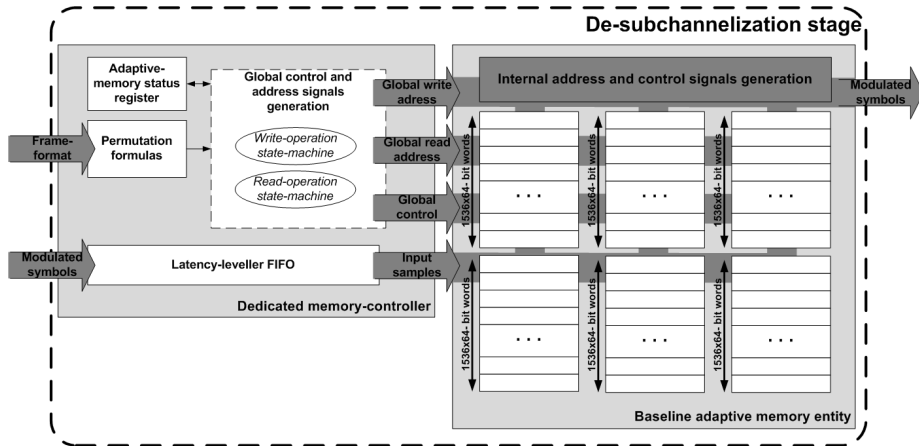 De-subchannelization stage
Adaptive-
memory status
register
Global control and
address signals
generation
Global write
adress
Internal address and control signals generation
Modulated
symbols
Frame-
format
Permutation
formulas
Write-operation
state-machine
Global read
address
Read-operation
state-machine
Global
control
1536x64- bit words
1536x64- bit words
1536x64- bit words
. . .
. . .
. . .
Modulated
symbols
Latency-leveller FIFO
Input
samples
Dedicated memory-controller
1536x64- bit words
1536x64- bit words
1536x64- bit words
. . .
. . .
. . .
Baseline adaptive memory entity